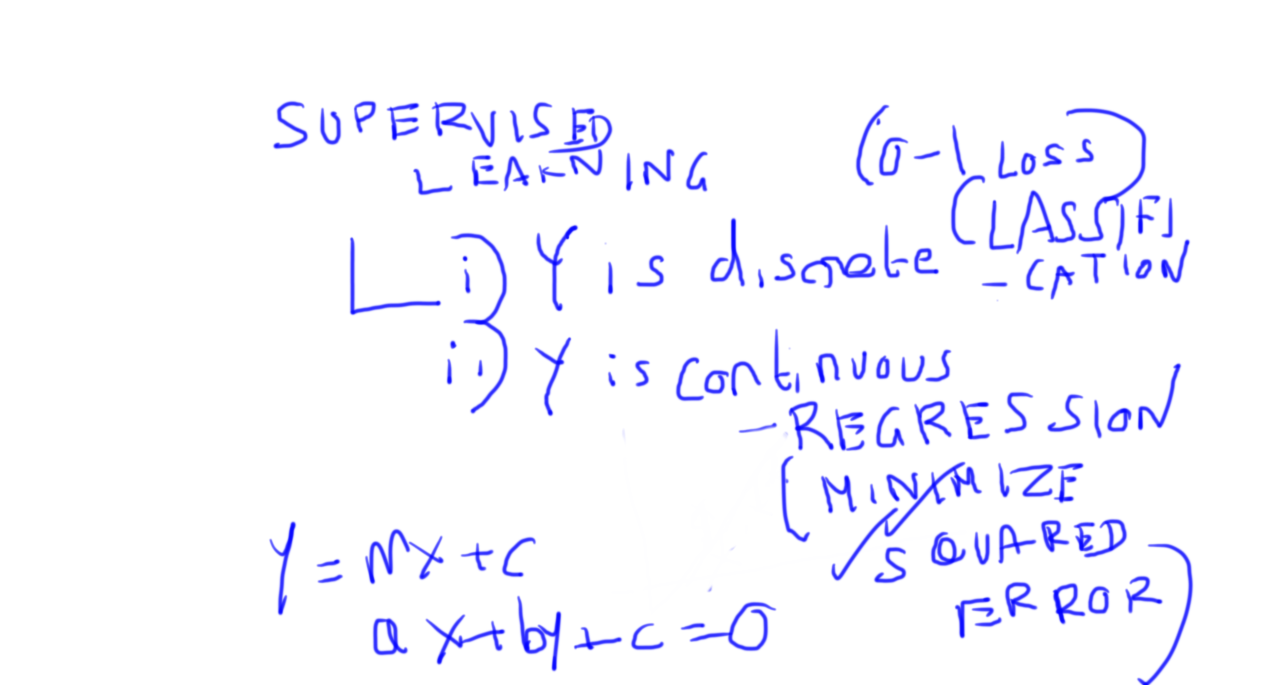 SUPERVISED
LEARNING
(0-1 LOSS)
i) Y is discrete CLASSIFI
-CATION
ii) Y is continuous
- REGRESSION
(MINIMIZE
SQUARED
ERROR)
Y = mx + c
ax + by + c = 0